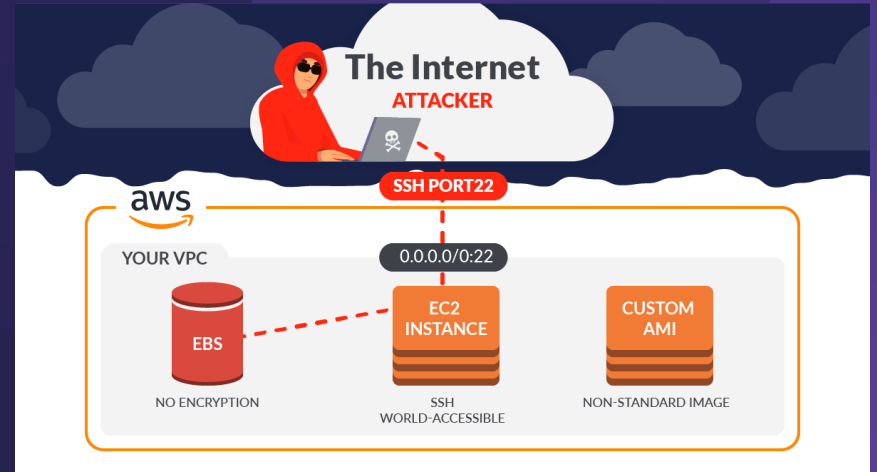 The Internet
ATTACKER
SSH PORT22
aws
YOUR VPC
0.0.0.0/0:22
EBS
EC2
INSTANCE
CUSTOM
AMI
NO ENCRYPTION
SSH
WORLD-ACCESSIBLE
NON-STANDARD IMAGE